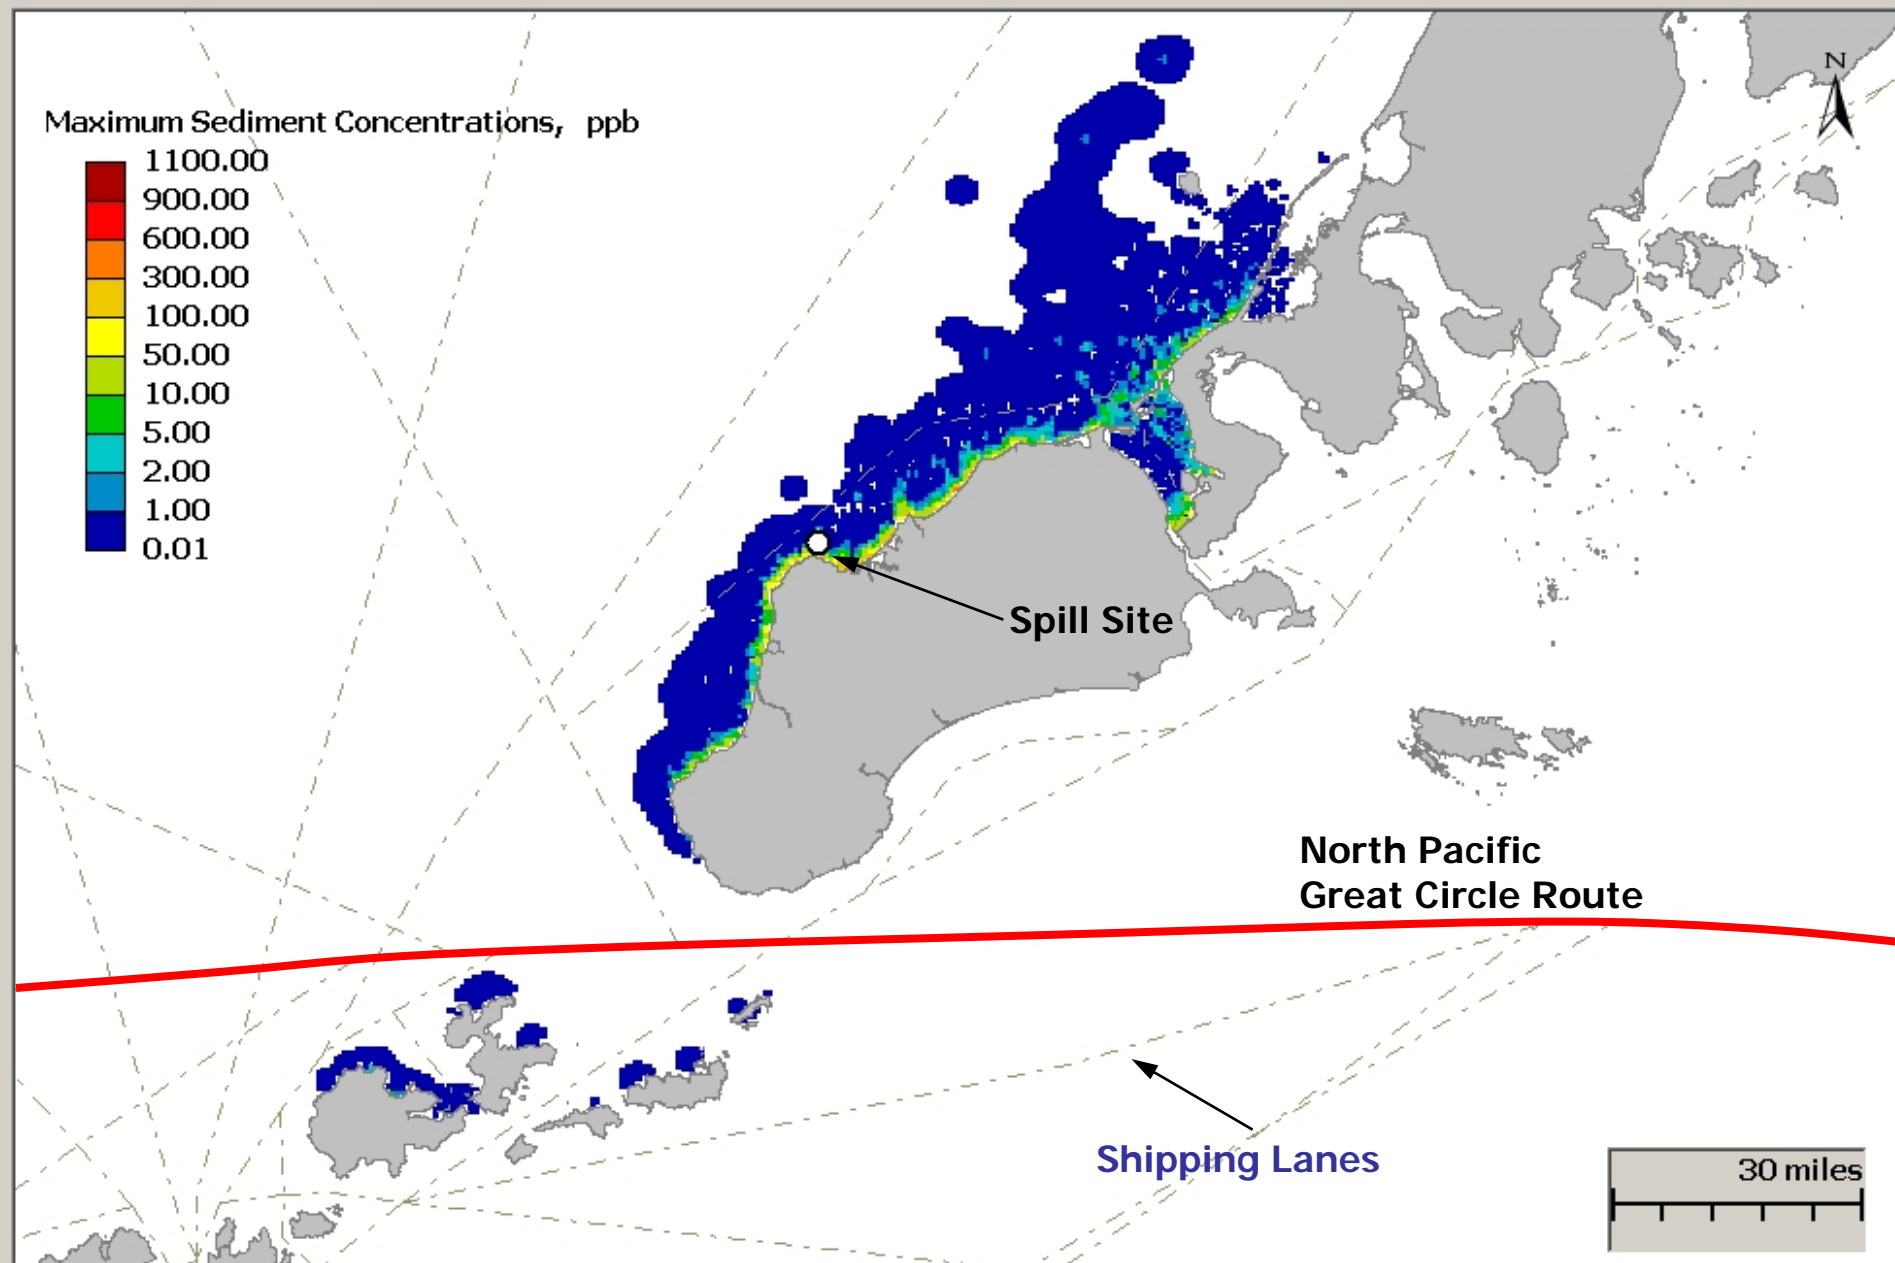 N
Maximum Sediment Concentrations, ppb
1100.00
900.00
600.00
300.00
100.00
50.00
10.00
5.00
2.00
1.00
0.01
Spill Site
North Pacific
Great Circle Route
Shipping Lanes
30 miles